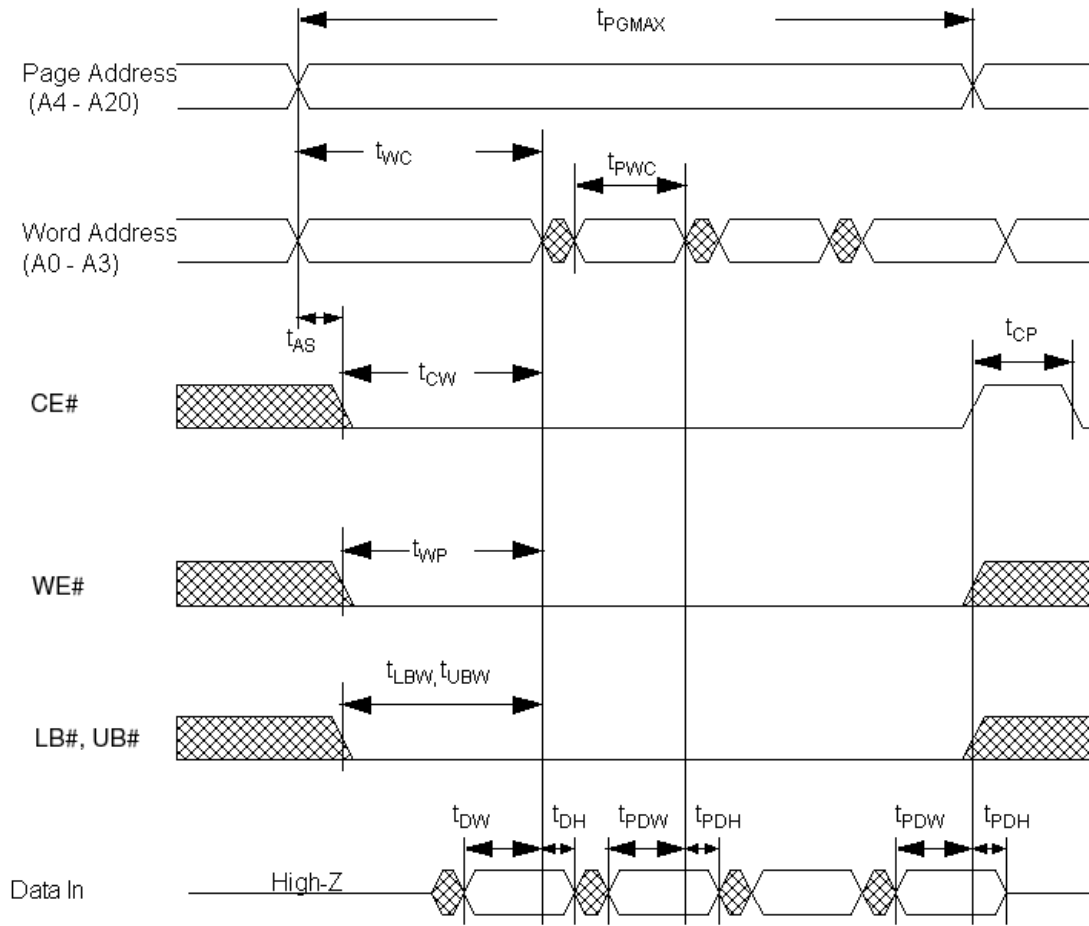 tPGMAX
Page Address
(A4 - A20)
tWC
tPWC
Word Address
(A0 - A3)
tAS
tCW
tCP
CE#
tWP
WE#
tLBW, tUBW
LB#, UB#
tDW
tDH
tPDW
tPDH
tPDW
tPDH
Data In
High-Z